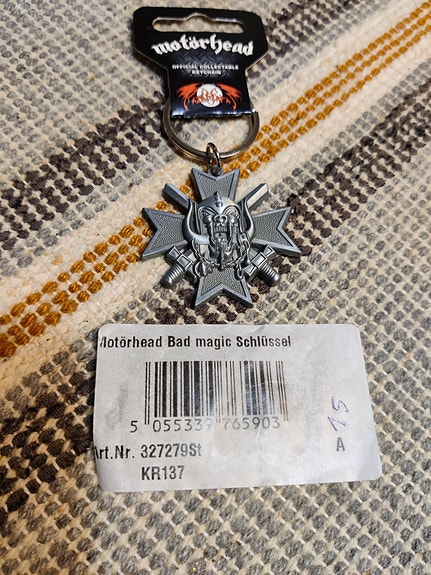 motörhead
OFFICIAL COLLECTABLE
KEYCHAIN
Motörhead Bad magic Schlüssel
5 055339 765903
Art.Nr. 327279St
KR137
A
15